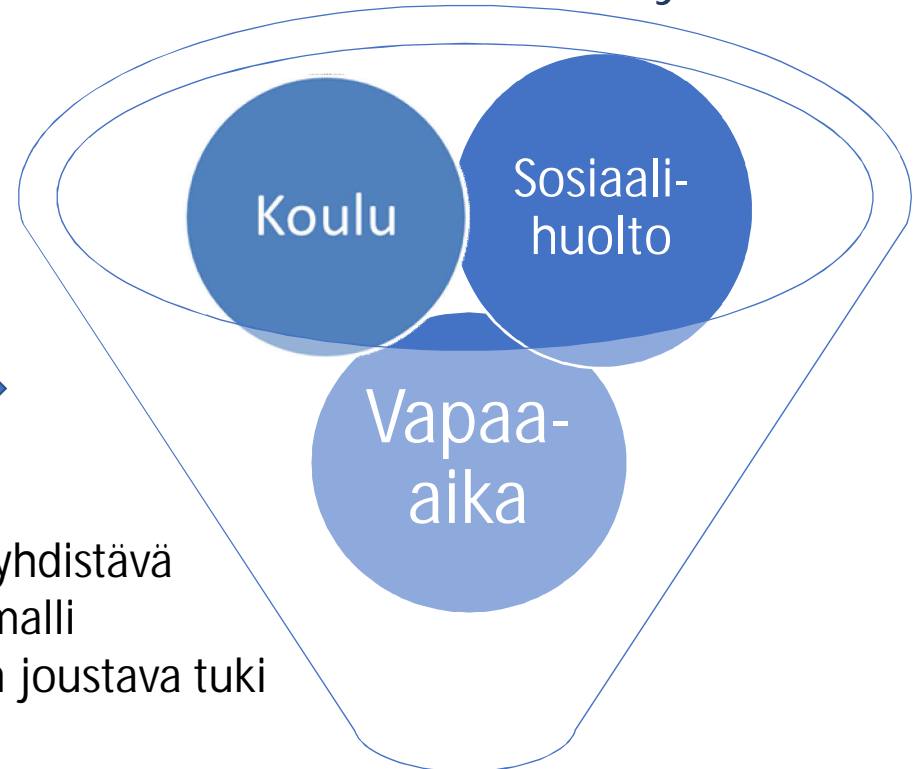 Koulu
Sosiaali-
huolto
Vapaa-
aika
yhdistävä
malli
joustava tuki